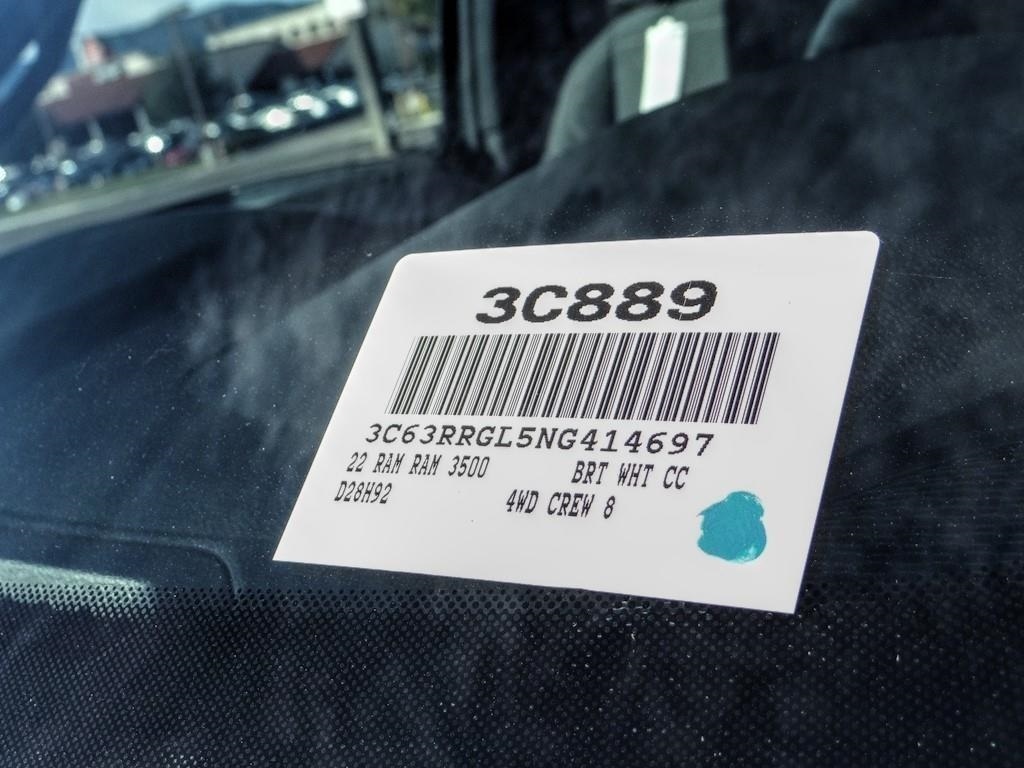 3C889
3C63RRGL5NG414697
22 RAM RAM 3500 BRT WHT CC
D28H92 4WD CREW 8